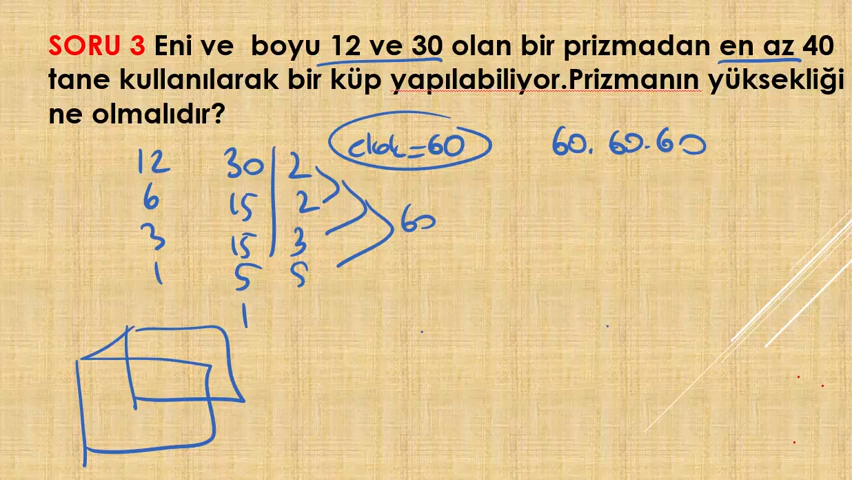 SORU 3 Eni ve boyu 12 ve 30 olan bir prizmadan en az 40
tane kullanılarak bir küp yapılabiliyor.Prizmanın yüksekliği
ne olmalıdır?
ekok=60
60. 60.60
12 30 2
6 15 2
3 15 3
1 5 5
1
60